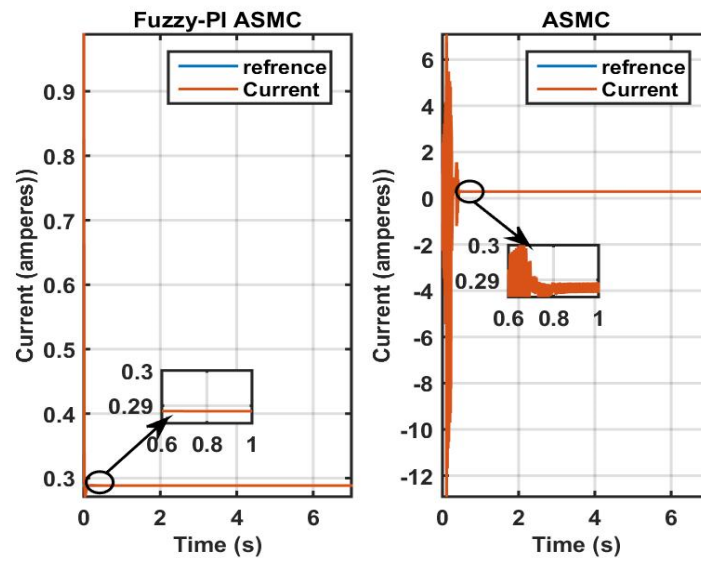 Fuzzy-PI ASMC
refrence
Current
0.9
0.8
0.7
0.6
0.5
0.4
0.3
Current (amperes))
0.3
0.29
0.6 0.8 1
0 2 4 6
Time (s)
ASMC
refrence
Current
6
4
2
0
-2
-4
-6
-8
-10
-12
Current (amperes))
0.3
0.29
0.6 0.8 1
0 2 4 6
Time (s)